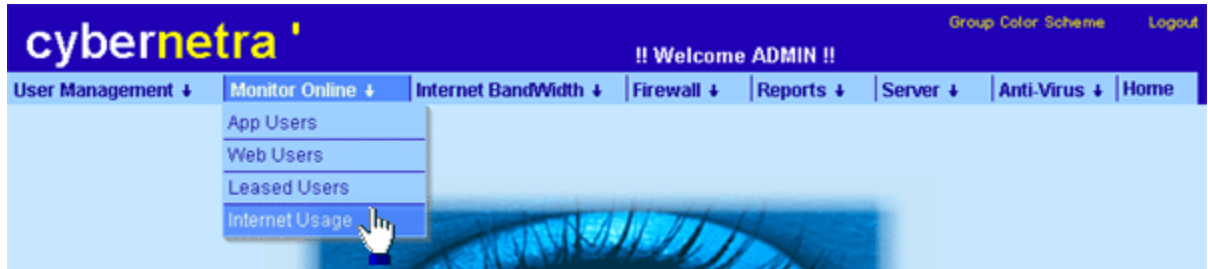 Group Color Scheme Logout
cybernetra '
!! Welcome ADMIN !!
User Management ↓ Monitor Online ↓ Internet BandWidth ↓ Firewall ↓ Reports ↓ Server ↓ Anti-Virus ↓ Home
App Users
Web Users
Leased Users
Internet Usage